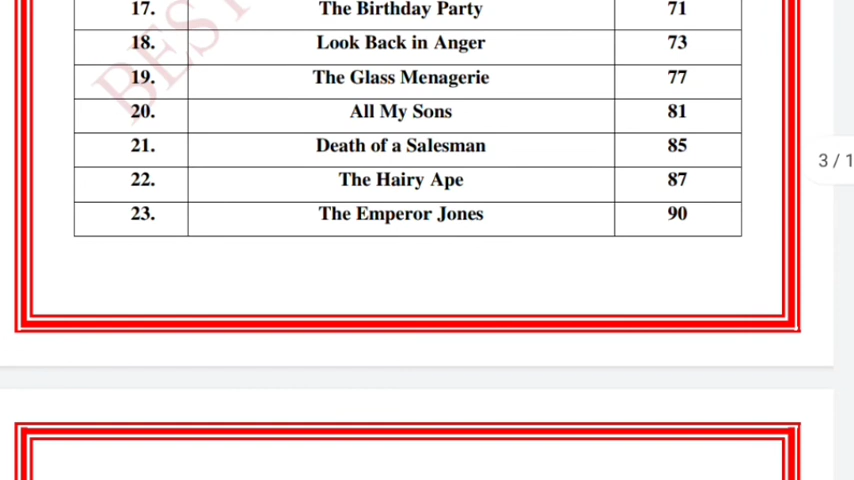 17. The Birthday Party 71
18. Look Back in Anger 73
19. The Glass Menagerie 77
20. All My Sons 81
21. Death of a Salesman 85
22. The Hairy Ape 87
23. The Emperor Jones 90
BEST
3 / 1